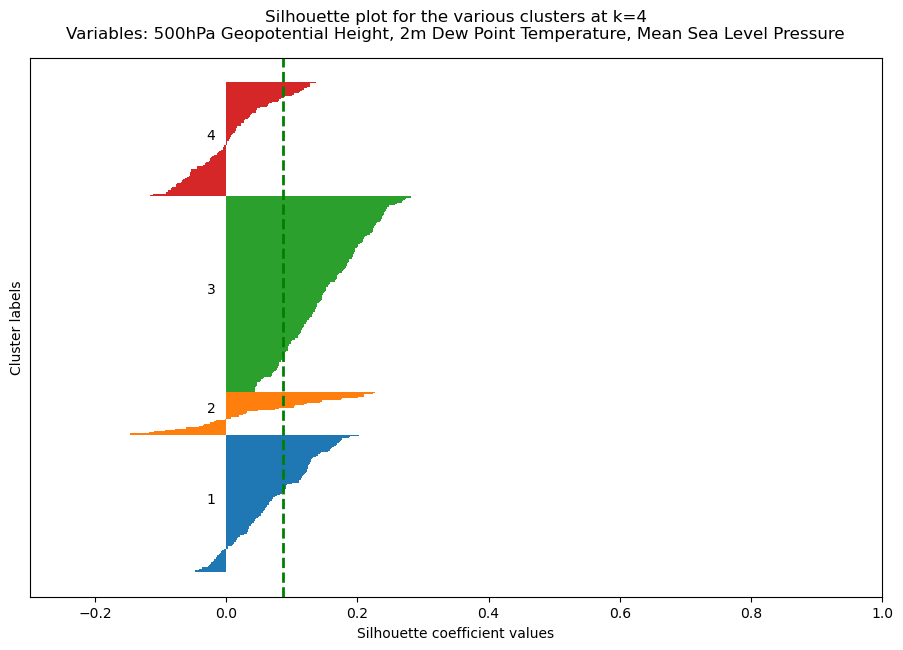 Silhouette plot for the various clusters at k=4
Variables: 500hPa Geopotential Height, 2m Dew Point Temperature, Mean Sea Level Pressure
Cluster labels
4
3
2
1
−0.2 0.0 0.2 0.4 0.6 0.8 1.0
Silhouette coefficient values